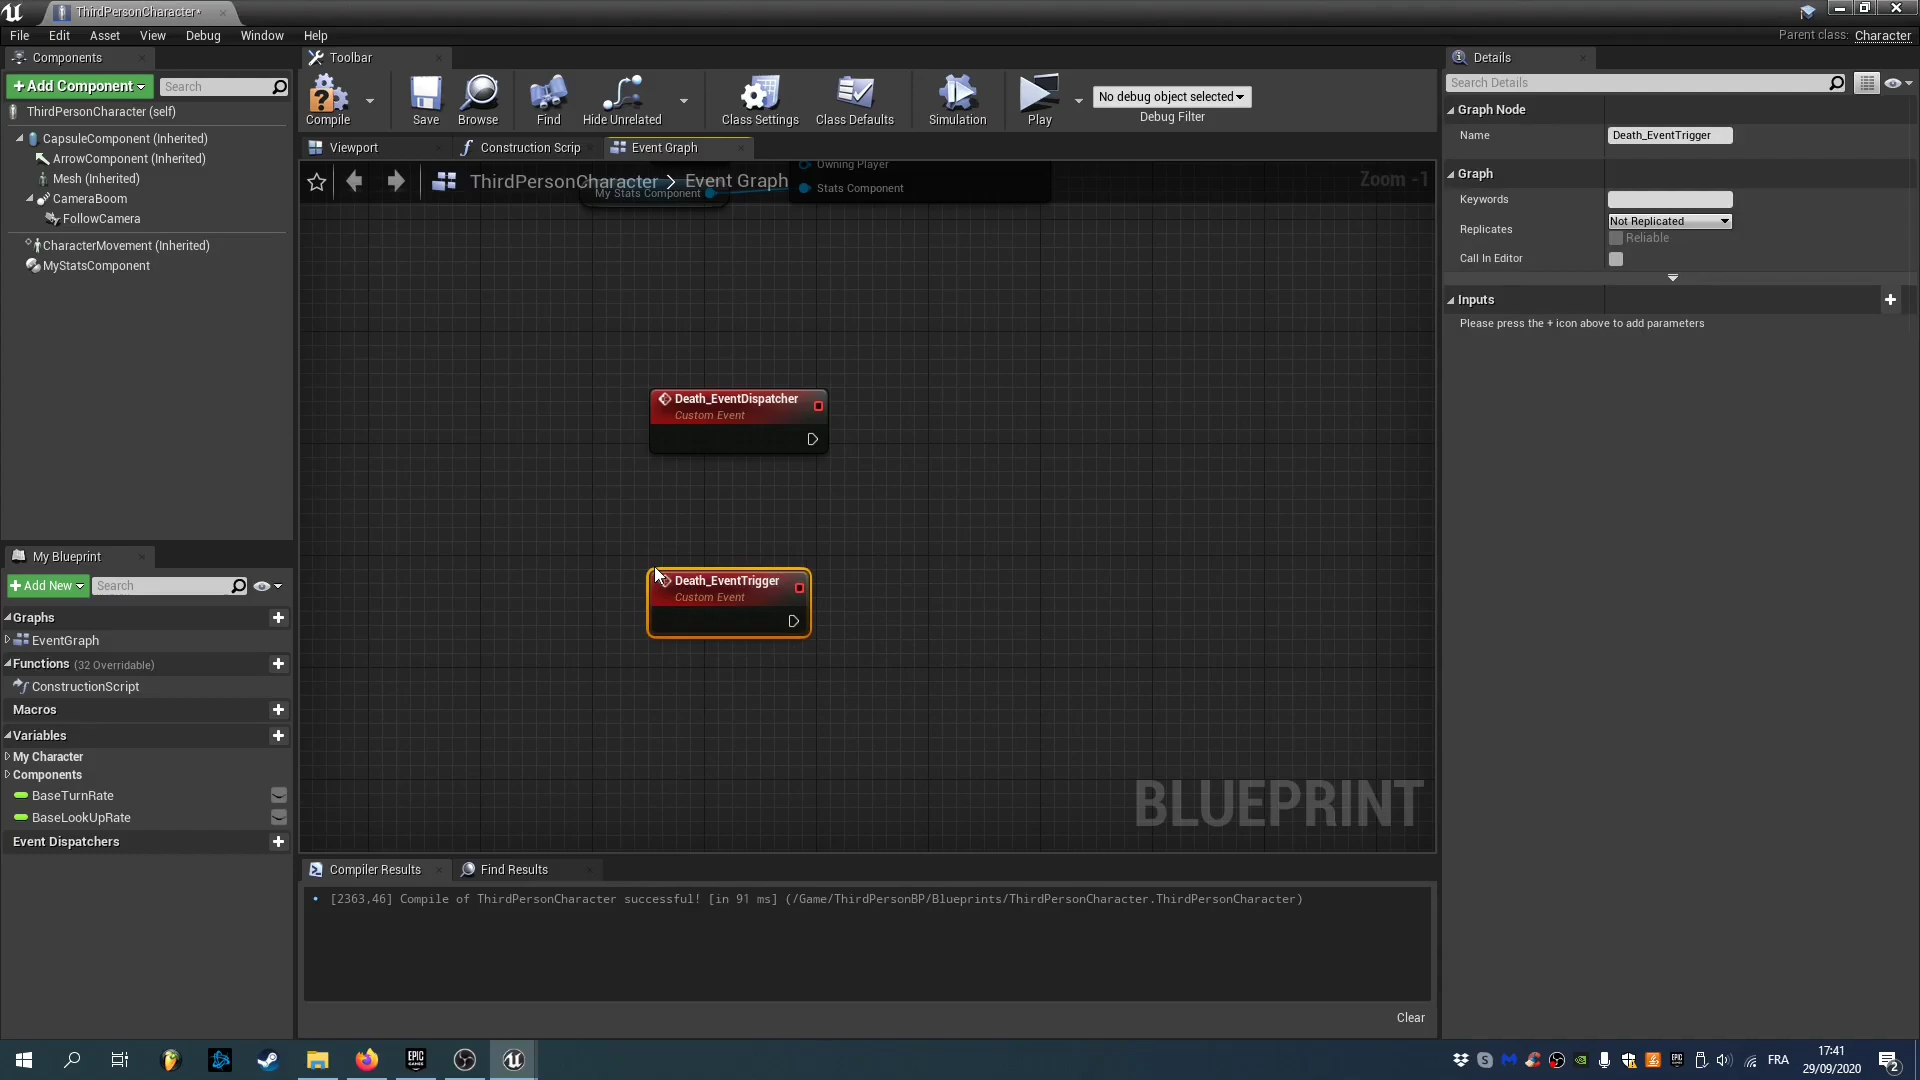 ThirdPersonCharacter*
File Edit Asset View Debug Window Help
Parent class: Character
Components
+Add Component
Search
ThirdPersonCharacter (self)
CapsuleComponent (Inherited)
ArrowComponent (Inherited)
Mesh (Inherited)
CameraBoom
FollowCamera
CharacterMovement (Inherited)
MyStatsComponent
My Blueprint
+Add New
Search
Graphs
EventGraph
Functions (32 Overridable)
ConstructionScript
Macros
Variables
My Character
Components
BaseTurnRate
BaseLookUpRate
Event Dispatchers
Toolbar
Compile
Save
Browse
Find
Hide Unrelated
Class Settings
Class Defaults
Simulation
Play
No debug object selected
Debug Filter
Viewport
Construction Scrip
Event Graph
Owning Player
ThirdPersonCharacter > Event Graph
Zoom -1
My Stats Component
Stats Component
Death_EventDispatcher
Custom Event
Death_EventTrigger
Custom Event
BLUEPRINT
Compiler Results
Find Results
[2363,46] Compile of ThirdPersonCharacter successful! [in 91 ms] (/Game/ThirdPersonBP/Blueprints/ThirdPersonCharacter.ThirdPersonCharacter)
Clear
Details
Search Details
Graph Node
Name Death_EventTrigger
Graph
Keywords
Replicates Not Replicated
Reliable
Call In Editor
Inputs
Please press the + icon above to add parameters
EPIC GAMES
FRA
17:41
29/09/2020
2